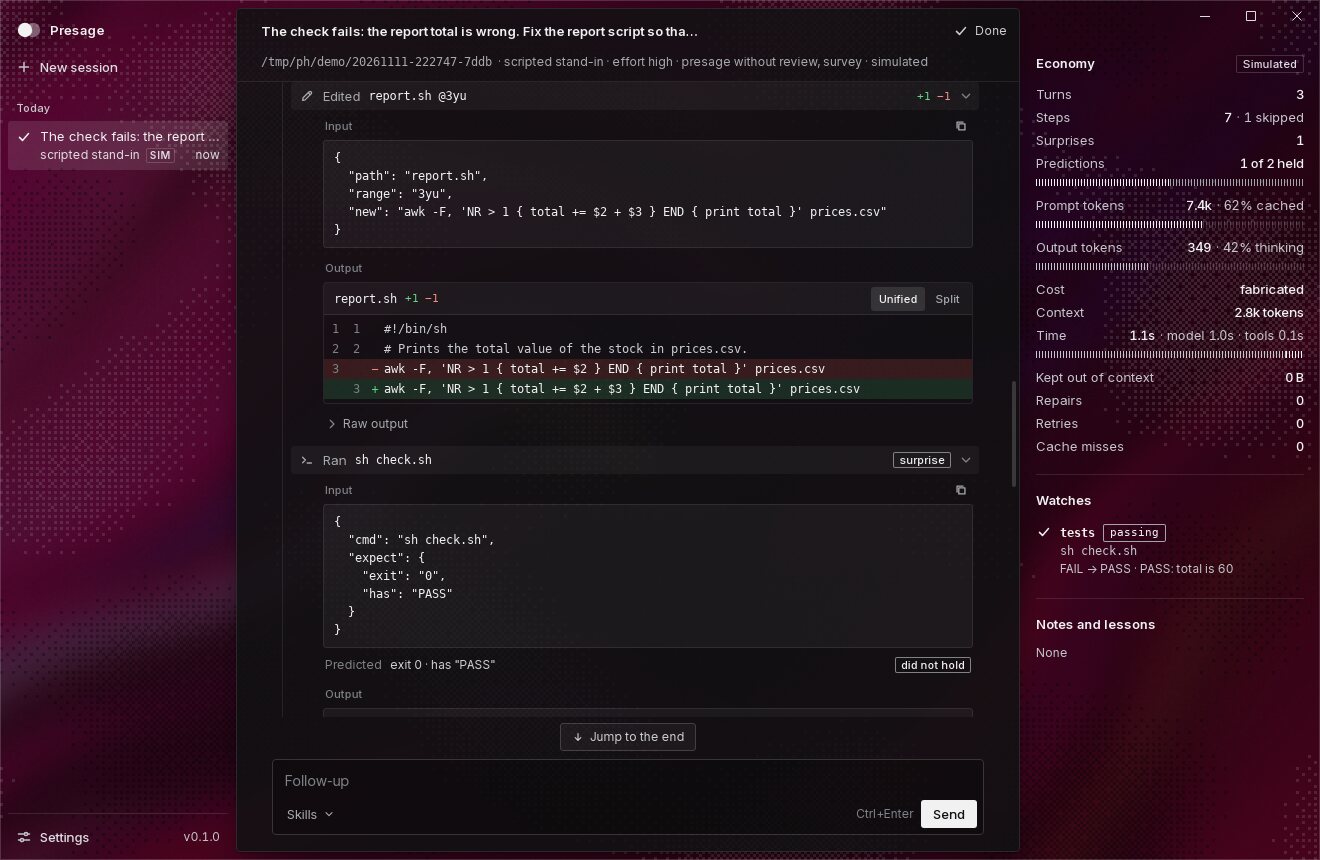 Presage
New session
Today
The check fails: the report ...
scripted stand-in SIM now
Settings v0.1.0
The check fails: the report total is wrong. Fix the report script so tha...
Done
/tmp/ph/demo/20261111-222747-7ddb · scripted stand-in · effort high · presage without review, survey · simulated
Edited report.sh @3yu +1 −1
Input
{
"path": "report.sh",
"range": "3yu",
"new": "awk -F, 'NR > 1 { total += $2 + $3 } END { print total }' prices.csv"
}
Output
report.sh +1 −1 Unified Split
1 1 #!/bin/sh
2 2 # Prints the total value of the stock in prices.csv.
3 − awk -F, 'NR > 1 { total += $2 } END { print total }' prices.csv
3 + awk -F, 'NR > 1 { total += $2 + $3 } END { print total }' prices.csv
Raw output
Ran sh check.sh surprise
Input
{
"cmd": "sh check.sh",
"expect": {
"exit": "0",
"has": "PASS"
}
}
Predicted exit 0 · has "PASS" did not hold
Output
↓ Jump to the end
Follow-up
Skills Ctrl+Enter Send
Economy Simulated
Turns 3
Steps 7 · 1 skipped
Surprises 1
Predictions 1 of 2 held
Prompt tokens 7.4k · 62% cached
Output tokens 349 · 42% thinking
Cost fabricated
Context 2.8k tokens
Time 1.1s · model 1.0s · tools 0.1s
Kept out of context 0 B
Repairs 0
Retries 0
Cache misses 0
Watches
tests passing
sh check.sh
FAIL → PASS · PASS: total is 60
Notes and lessons
None